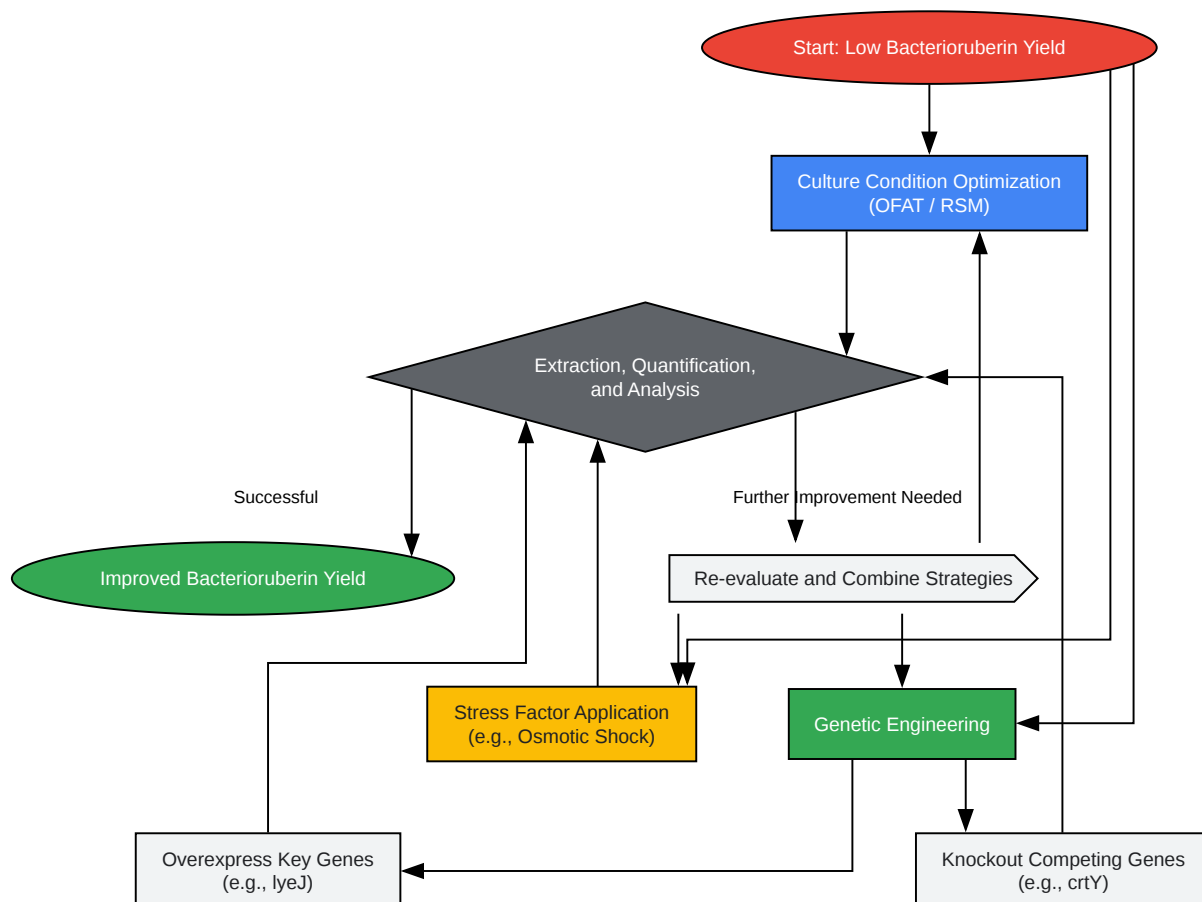 Start: Low Bacterioruberin Yield
Culture Condition Optimization
(OFAT / RSM)
Extraction, Quantification,
and Analysis
Successful
Further Improvement Needed
Improved Bacterioruberin Yield
Re-evaluate and Combine Strategies
Stress Factor Application
(e.g., Osmotic Shock)
Genetic Engineering
Overexpress Key Genes
(e.g., lyeJ)
Knockout Competing Genes
(e.g., crtY)